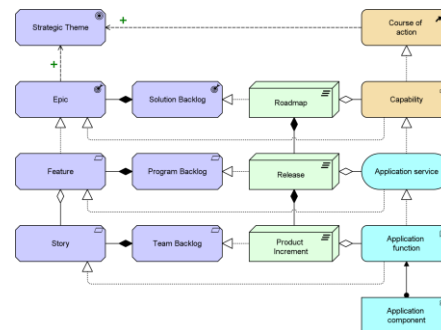 Strategic Theme
+
Course of
action
+
Epic
Solution Backlog
Roadmap
Capability
Feature
Program Backlog
Release
Application service
Story
Team Backlog
Product
Increment
Application
function
Application
component